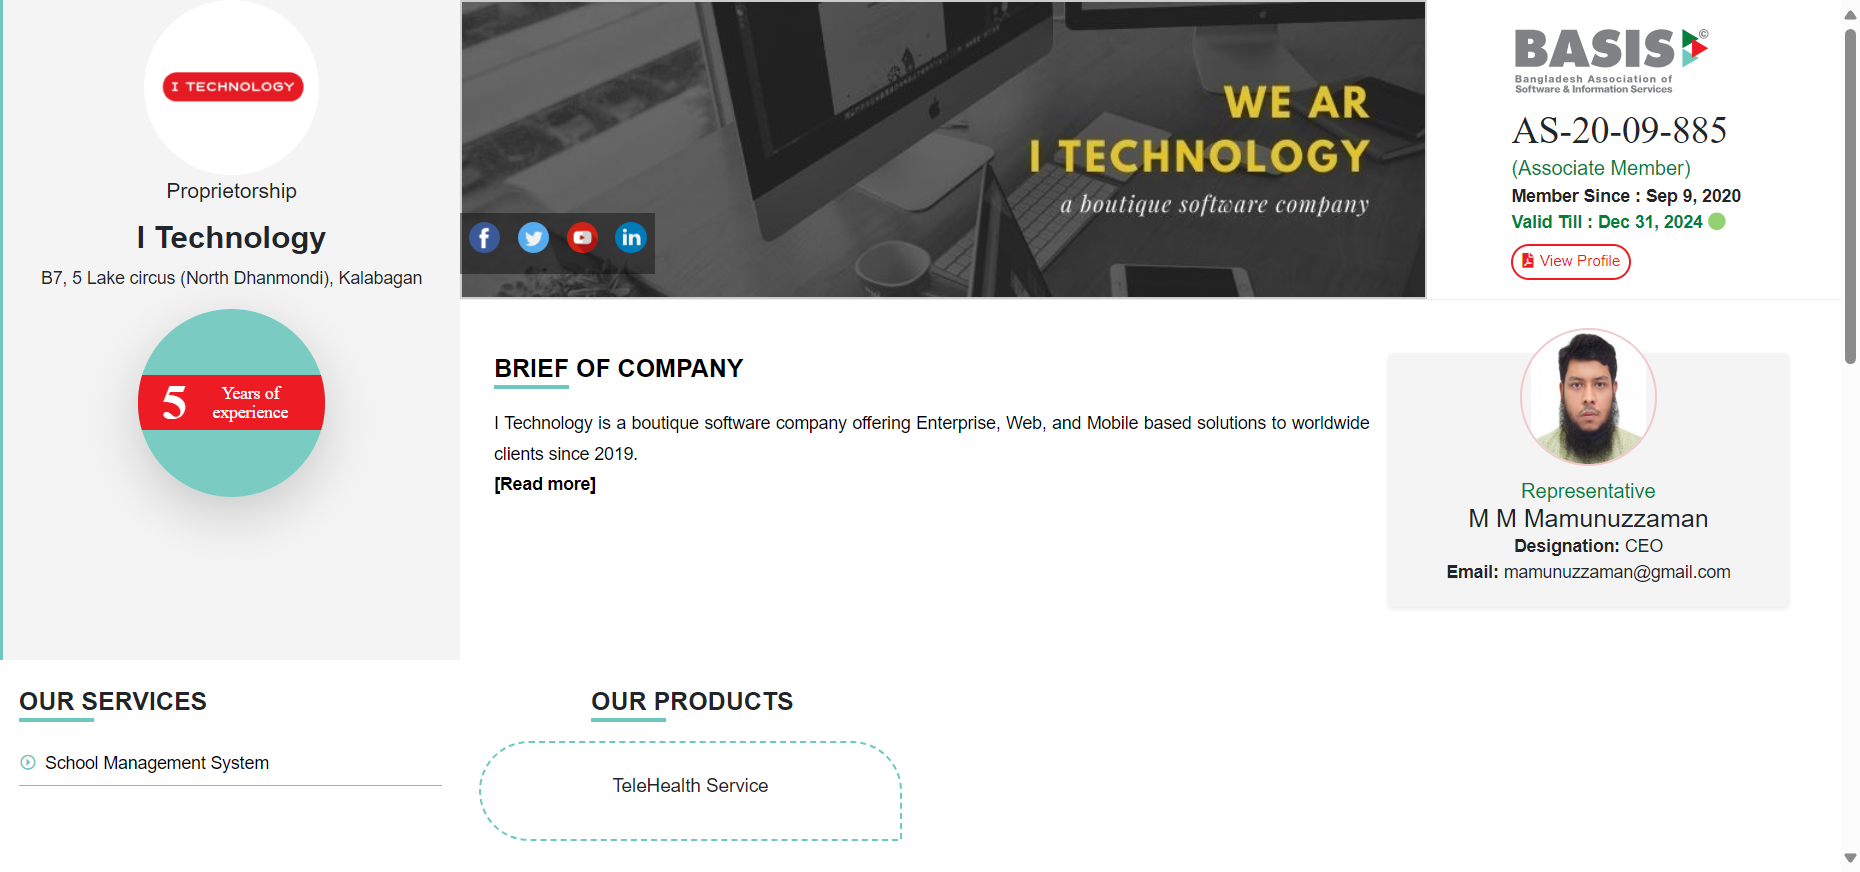 I TECHNOLOGY
Proprietorship
I Technology
B7, 5 Lake circus (North Dhanmondi), Kalabagan
5
Years of
experience
WE AR
I TECHNOLOGY
a boutique software company
BASIS
Bangladesh Association of
Software & Information Services
AS-20-09-885
(Associate Member)
Member Since : Sep 9, 2020
Valid Till : Dec 31, 2024
View Profile
BRIEF OF COMPANY
I Technology is a boutique software company offering Enterprise, Web, and Mobile based solutions to worldwide
clients since 2019.
[Read more]
Representative
M M Mamunuzzaman
Designation: CEO
Email: mamunuzzaman@gmail.com
OUR SERVICES
School Management System
OUR PRODUCTS
TeleHealth Service